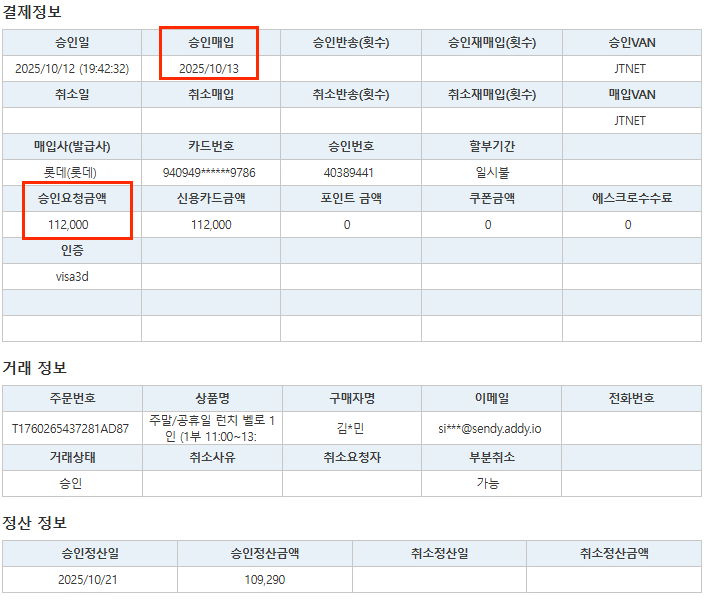 결제정보
승인일 승인매입 승인반송(횟수) 승인재매입(횟수) 승인VAN
2025/10/12 (19:42:32) 2025/10/13 JTNET
취소일 취소매입 취소반송(횟수) 취소재매입(횟수) 매입VAN
JTNET
매입사(발급사) 카드번호 승인번호 할부기간
롯데(롯데) 940949******9786 40389441 일시불
승인요청금액 신용카드금액 포인트 금액 쿠폰금액 에스크로수수료
112,000 112,000 0 0 0
인증
visa3d
거래 정보
주문번호 상품명 구매자명 이메일 전화번호
T1760265437281AD87 주말/공휴일 런치 벨로 1 김*민 si***@sendy.addy.io
인 (1부 11:00~13:
거래상태 취소사유 취소요청자 부분취소
승인 가능
정산 정보
승인정산일 승인정산금액 취소정산일 취소정산금액
2025/10/21 109,290